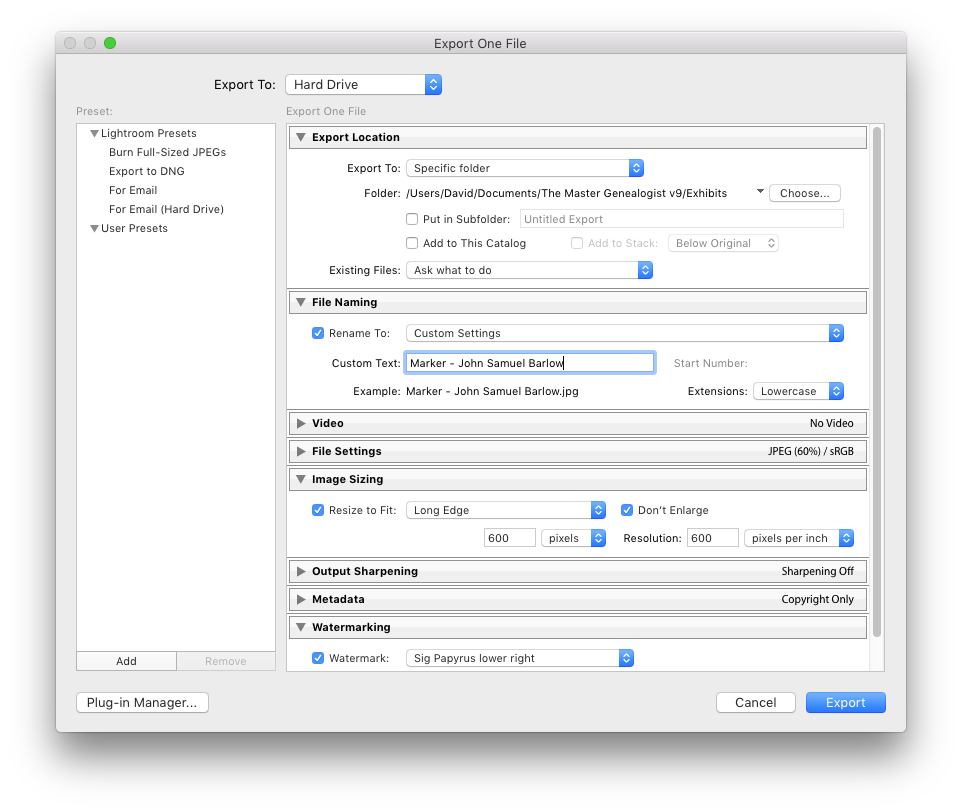 Export One File
Export To: Hard Drive
Preset:
Lightroom Presets
Burn Full-Sized JPEGs
Export to DNG
For Email
For Email (Hard Drive)
User Presets
Add Remove
Export One File
Export Location
Export To: Specific folder
Folder: /Users/David/Documents/The Master Genealogist v9/Exhibits Choose...
Put in Subfolder: Untitled Export
Add to This Catalog Add to Stack: Below Original
Existing Files: Ask what to do
File Naming
Rename To: Custom Settings
Custom Text: Marker - John Samuel Barlow Start Number:
Example: Marker - John Samuel Barlow.jpg Extensions: Lowercase
Video No Video
File Settings JPEG (60%) / sRGB
Image Sizing
Resize to Fit: Long Edge Don't Enlarge
600 pixels Resolution: 600 pixels per inch
Output Sharpening Sharpening Off
Metadata Copyright Only
Watermarking
Watermark: Sig Papyrus lower right
Plug-in Manager... Cancel Export